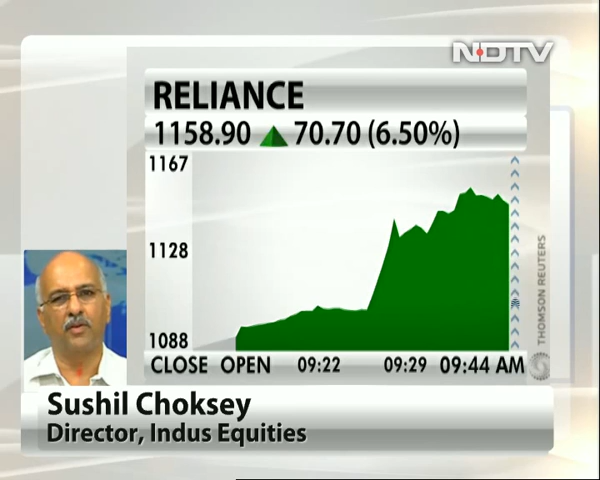 NDTV
RELIANCE
1158.90 70.70 (6.50%)
1167
1128
1088
CLOSE OPEN 09:22 09:29 09:44 AM
THOMSON REUTERS
Sushil Choksey
Director, Indus Equities